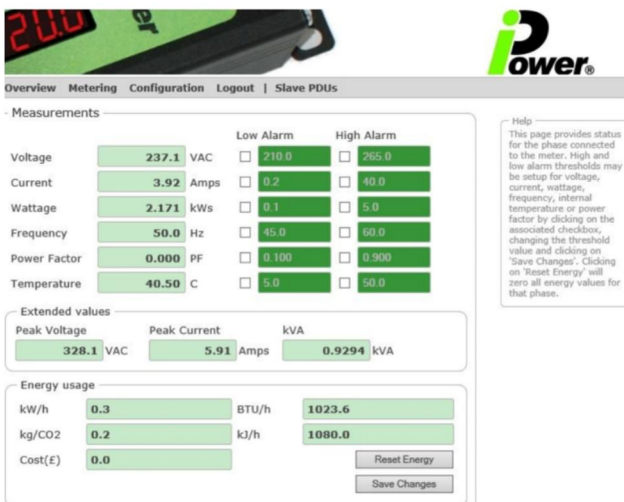 20.0
er
iPower®
Overview Metering Configuration Logout | Slave PDUs
Measurements
Low Alarm High Alarm
Voltage 237.1 VAC 210.0 265.0
Current 3.92 Amps 0.2 40.0
Wattage 2.171 kWs 0.1 5.0
Frequency 50.0 Hz 45.0 60.0
Power Factor 0.000 PF 0.100 0.900
Temperature 40.50 C 5.0 50.0
Extended values
Peak Voltage Peak Current kVA
328.1 VAC 5.91 Amps 0.9294 kVA
Energy usage
kW/h 0.3 BTU/h 1023.6
kg/CO2 0.2 kJ/h 1080.0
Cost(£) 0.0 Reset Energy
Save Changes
Help
This page provides status
for the phase connected
to the meter. High and
low alarm thresholds may
be setup for voltage,
current, wattage,
frequency, internal
temperature or power
factor by clicking on the
associated checkbox,
changing the threshold
value and clicking on
'Save Changes'. Clicking
on 'Reset Energy' will
zero all energy values for
that phase.